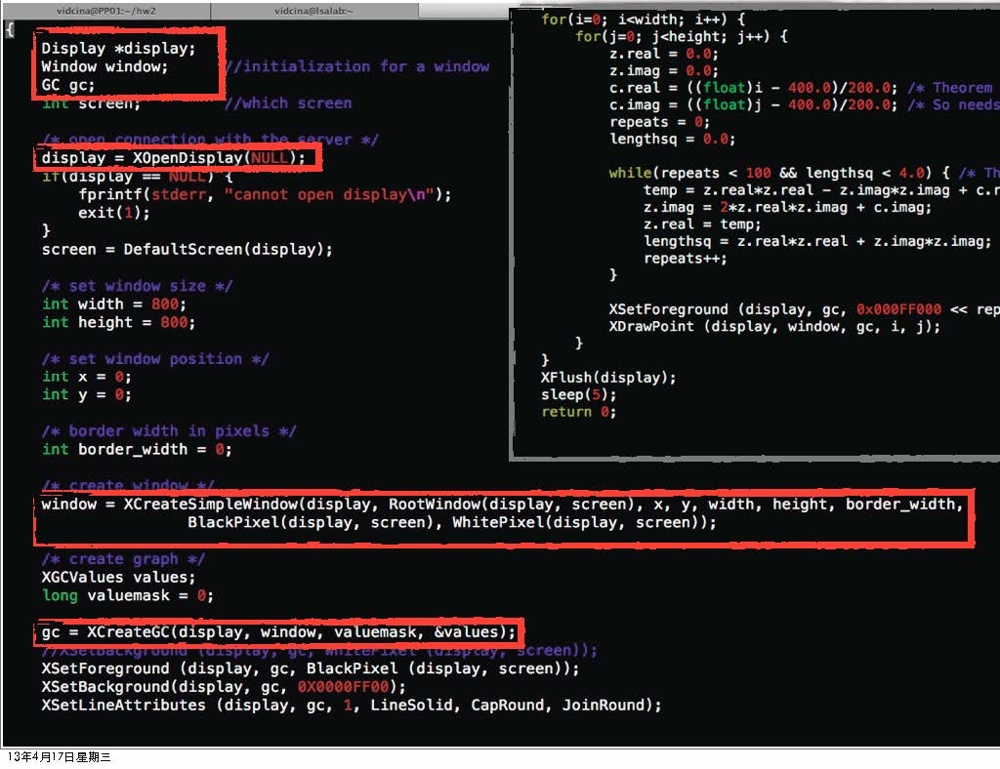 vidcina@PP01:~/hw2
vidcina@lsalab:~
{
Display *display;
Window window; //initialization for a window
GC gc;
int screen; //which screen
/* open connection with the server */
display = XOpenDisplay(NULL);
if(display == NULL) {
fprintf(stderr, "cannot open display\n");
exit(1);
}
screen = DefaultScreen(display);
/* set window size */
int width = 800;
int height = 800;
/* set window position */
int x = 0;
int y = 0;
/* border width in pixels */
int border_width = 0;
/* create window */
window = XCreateSimpleWindow(display, RootWindow(display, screen), x, y, width, height, border_width,
BlackPixel(display, screen), WhitePixel(display, screen));
/* create graph */
XGCValues values;
long valuemask = 0;
gc = XCreateGC(display, window, valuemask, &values);
//XSetBackground (display, gc, WhitePixel (display, screen));
XSetForeground (display, gc, BlackPixel (display, screen));
XSetBackground(display, gc, 0X0000FF00);
XSetLineAttributes (display, gc, 1, LineSolid, CapRound, JoinRound);
for(i=0; i<width; i++) {
for(j=0; j<height; j++) {
z.real = 0.0;
z.imag = 0.0;
c.real = ((float)i - 400.0)/200.0; /* Theorem
c.imag = ((float)j - 400.0)/200.0; /* So needs
repeats = 0;
lengthsq = 0.0;
while(repeats < 100 && lengthsq < 4.0) { /* Th
temp = z.real*z.real - z.imag*z.imag + c.r
z.imag = 2*z.real*z.imag + c.imag;
z.real = temp;
lengthsq = z.real*z.real + z.imag*z.imag;
repeats++;
}
XSetForeground (display, gc, 0x000FF000 << rep
XDrawPoint (display, window, gc, i, j);
}
}
XFlush(display);
sleep(5);
return 0;
13年4月17日星期三